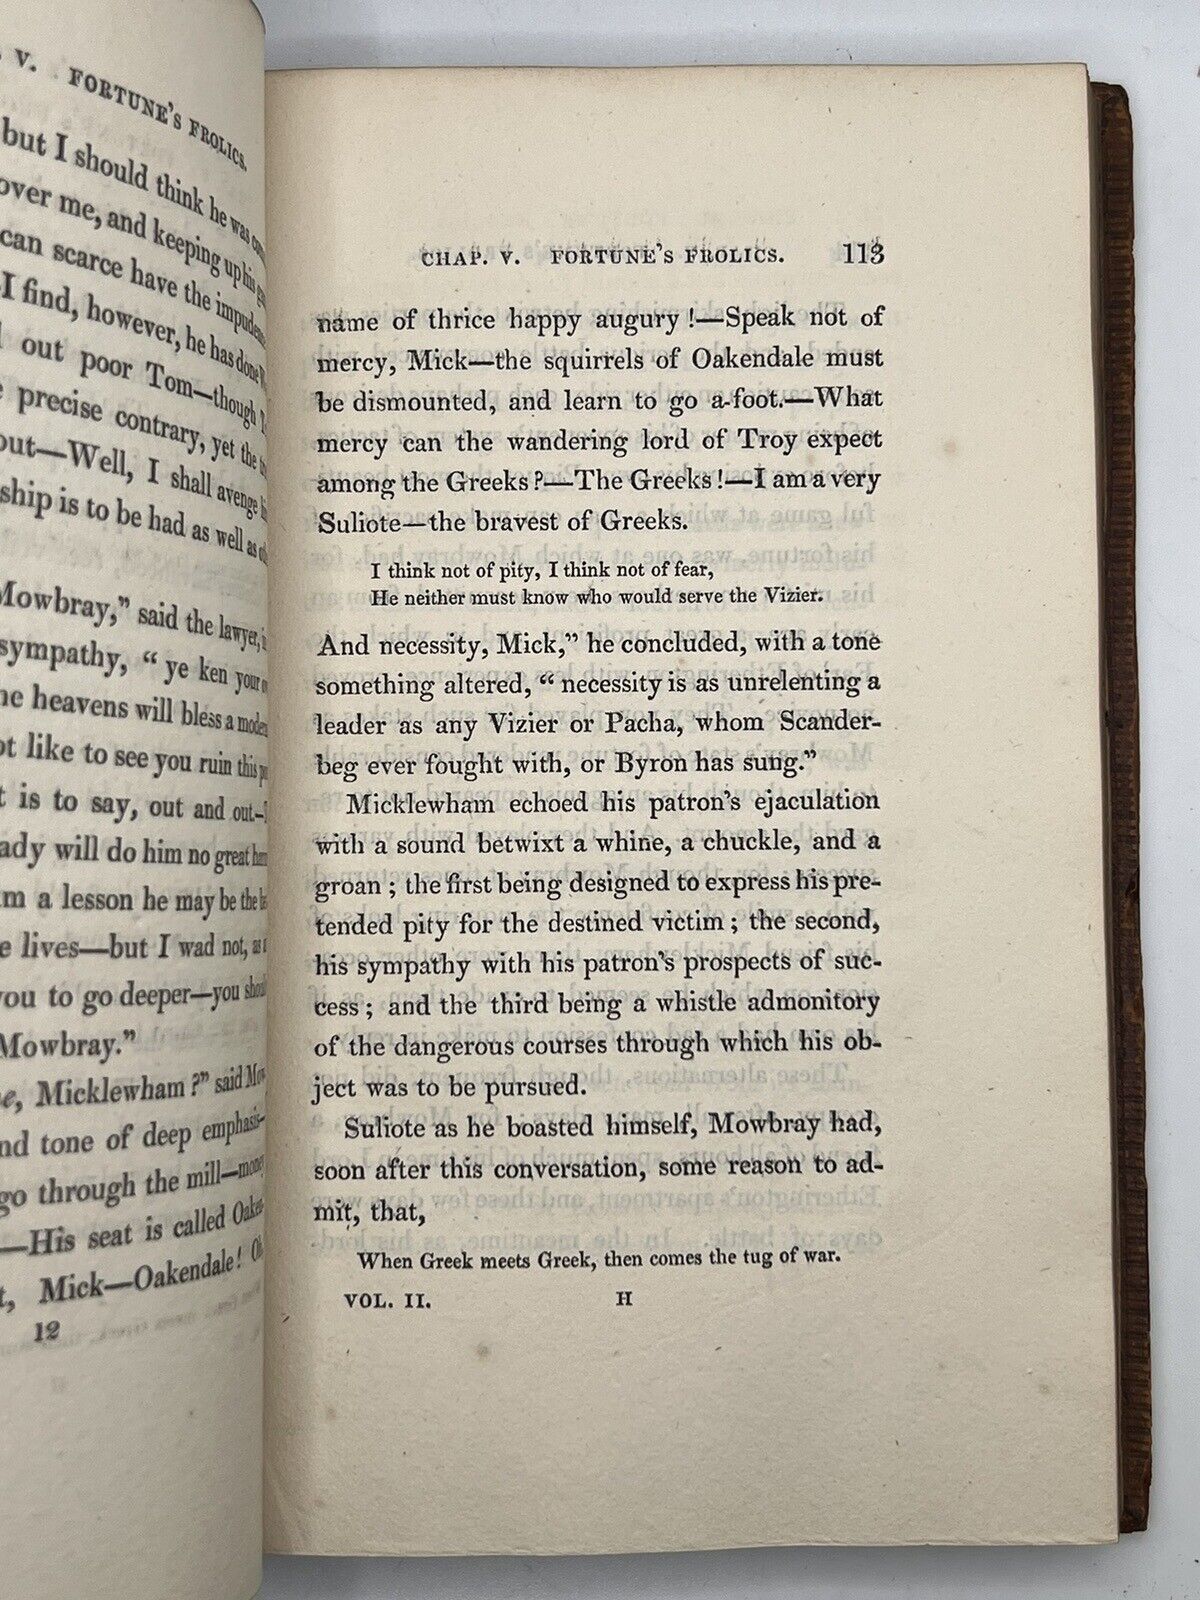 V. FORTUNE'S FROLICS.
but I should think he was
over me, and keeping up his
can scarce have the impudence
I find, however, he has done
out poor Tom—though
precise contrary, yet the
out—Well, I shall avenge
ship is to be had as well as
Mowbray," said the lawyer,
sympathy, " ye ken your
heavens will bless a
like to see you ruin this
is to say, out and out—
will do him no great
a lesson he may be the
lives—but I wad not, as
you to go deeper—you
Mowbray."
Micklewham?" said
tone of deep emphasis—
go through the mill—money
—His seat is called
Mick—Oakendale! Oh
12
CHAP. V. FORTUNE'S FROLICS. 113
name of thrice happy augury!—Speak not of
mercy, Mick—the squirrels of Oakendale must
be dismounted, and learn to go a-foot.—What
mercy can the wandering lord of Troy expect
among the Greeks?—The Greeks!—I am a very
Suliote—the bravest of Greeks.
I think not of pity, I think not of fear,
He neither must know who would serve the Vizier.
And necessity, Mick," he concluded, with a tone
something altered, " necessity is as unrelenting a
leader as any Vizier or Pacha, whom Scander-
beg ever fought with, or Byron has sung."
Micklewham echoed his patron's ejaculation
with a sound betwixt a whine, a chuckle, and a
groan ; the first being designed to express his pre-
tended pity for the destined victim ; the second,
his sympathy with his patron's prospects of suc-
cess ; and the third being a whistle admonitory
of the dangerous courses through which his ob-
ject was to be pursued.
Suliote as he boasted himself, Mowbray had,
soon after this conversation, some reason to ad-
mit, that,
When Greek meets Greek, then comes the tug of war.
VOL. II. H